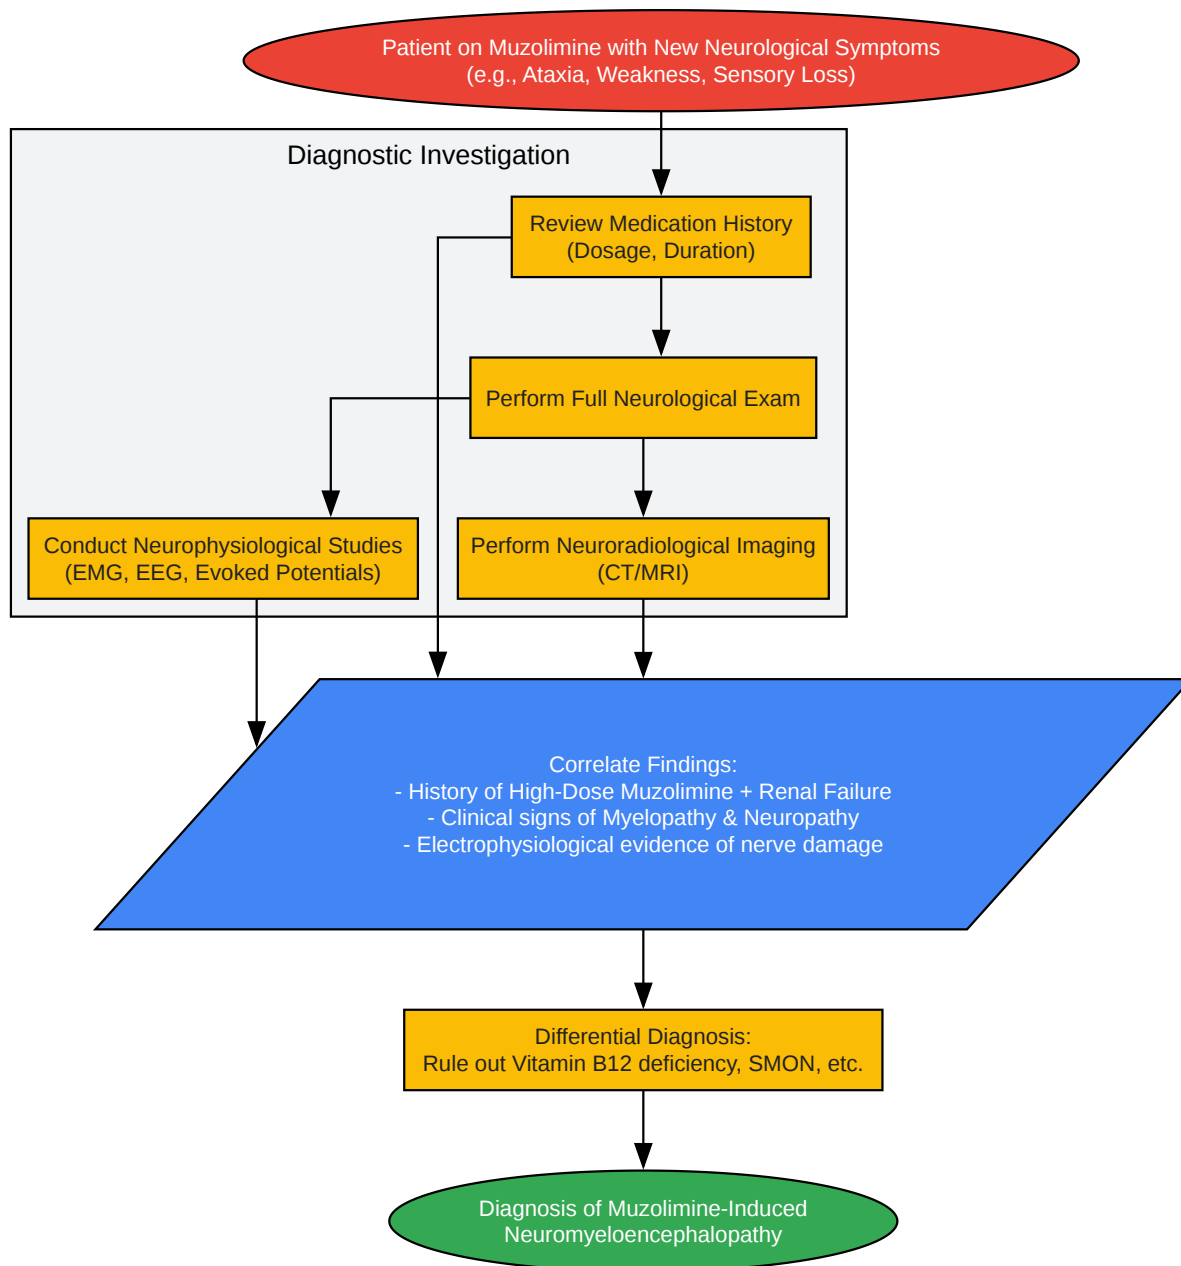 Patient on Muzolimine with New Neurological Symptoms
(e.g., Ataxia, Weakness, Sensory Loss)
Diagnostic Investigation
Review Medication History
(Dosage, Duration)
Perform Full Neurological Exam
Conduct Neurophysiological Studies
(EMG, EEG, Evoked Potentials)
Perform Neuroradiological Imaging
(CT/MRI)
Correlate Findings:
- History of High-Dose Muzolimine + Renal Failure
- Clinical signs of Myelopathy & Neuropathy
- Electrophysiological evidence of nerve damage
Differential Diagnosis:
Rule out Vitamin B12 deficiency, SMON, etc.
Diagnosis of Muzolimine-Induced
Neuromyeloencephalopathy